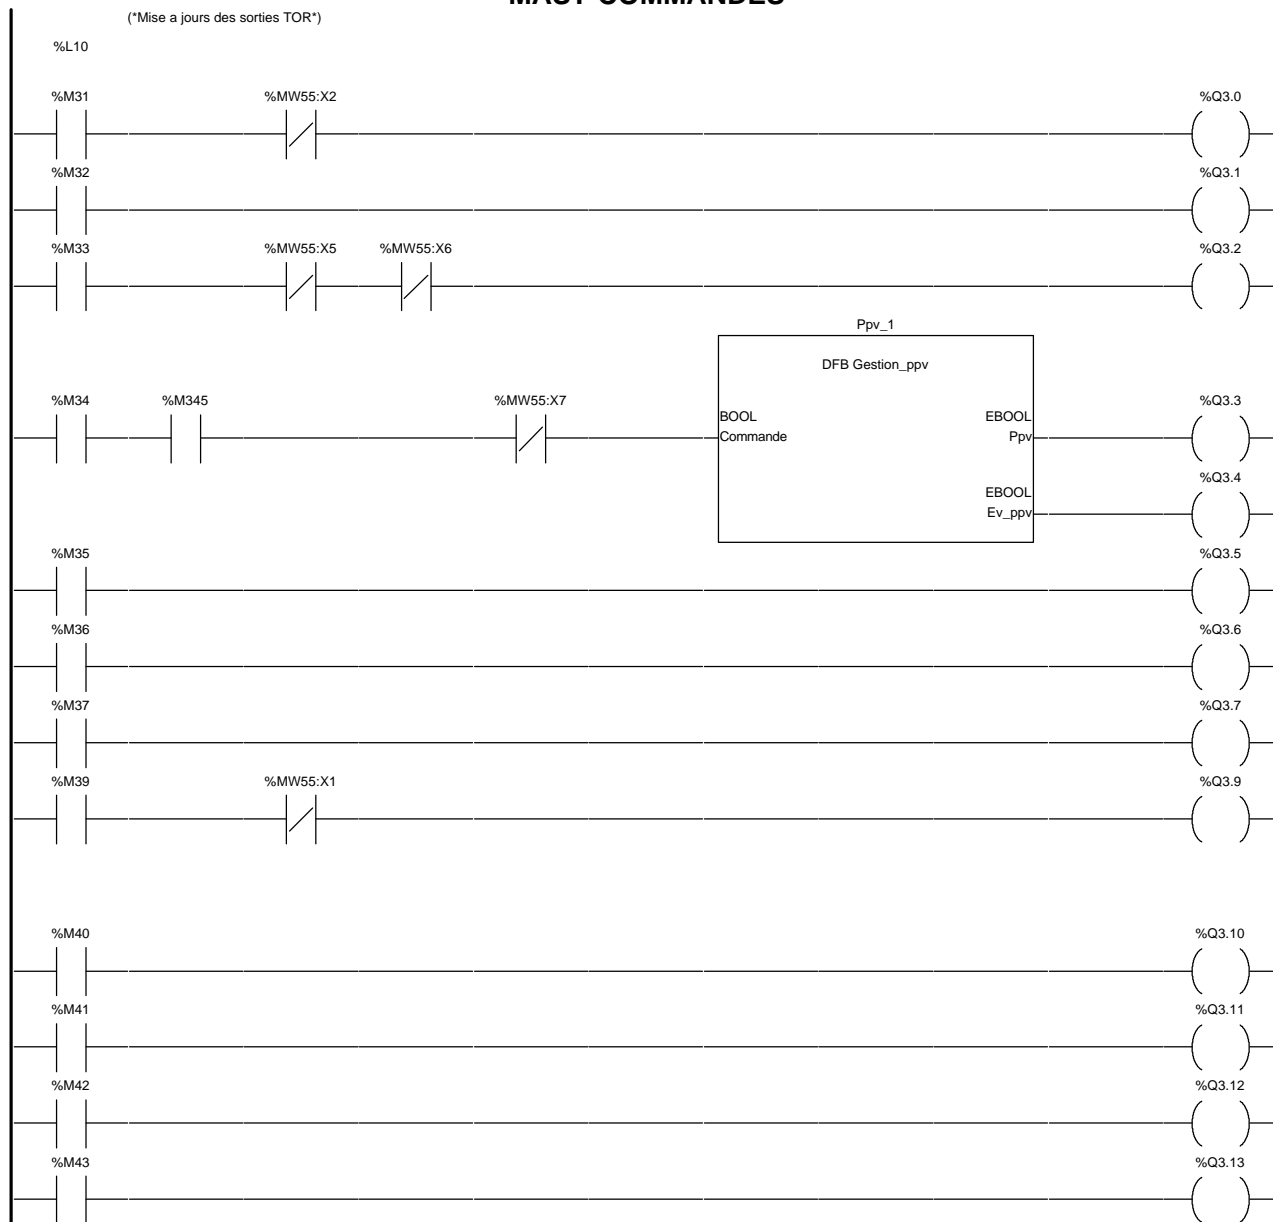 MAST-COMMANDES
(*Mise a jours des sorties TOR*)
%L10
%M31 %MW55:X2 %Q3.0
%M32 %Q3.1
%M33 %MW55:X5 %MW55:X6 %Q3.2
Ppv_1
DFB Gestion_ppv
%M34 %M345 %MW55:X7 %Q3.3
BOOL EBOOL
Commande Ppv
%Q3.4
EBOOL
Ev_ppv
%M35 %Q3.5
%M36 %Q3.6
%M37 %Q3.7
%M39 %MW55:X1 %Q3.9
%M40 %Q3.10
%M41 %Q3.11
%M42 %Q3.12
%M43 %Q3.13